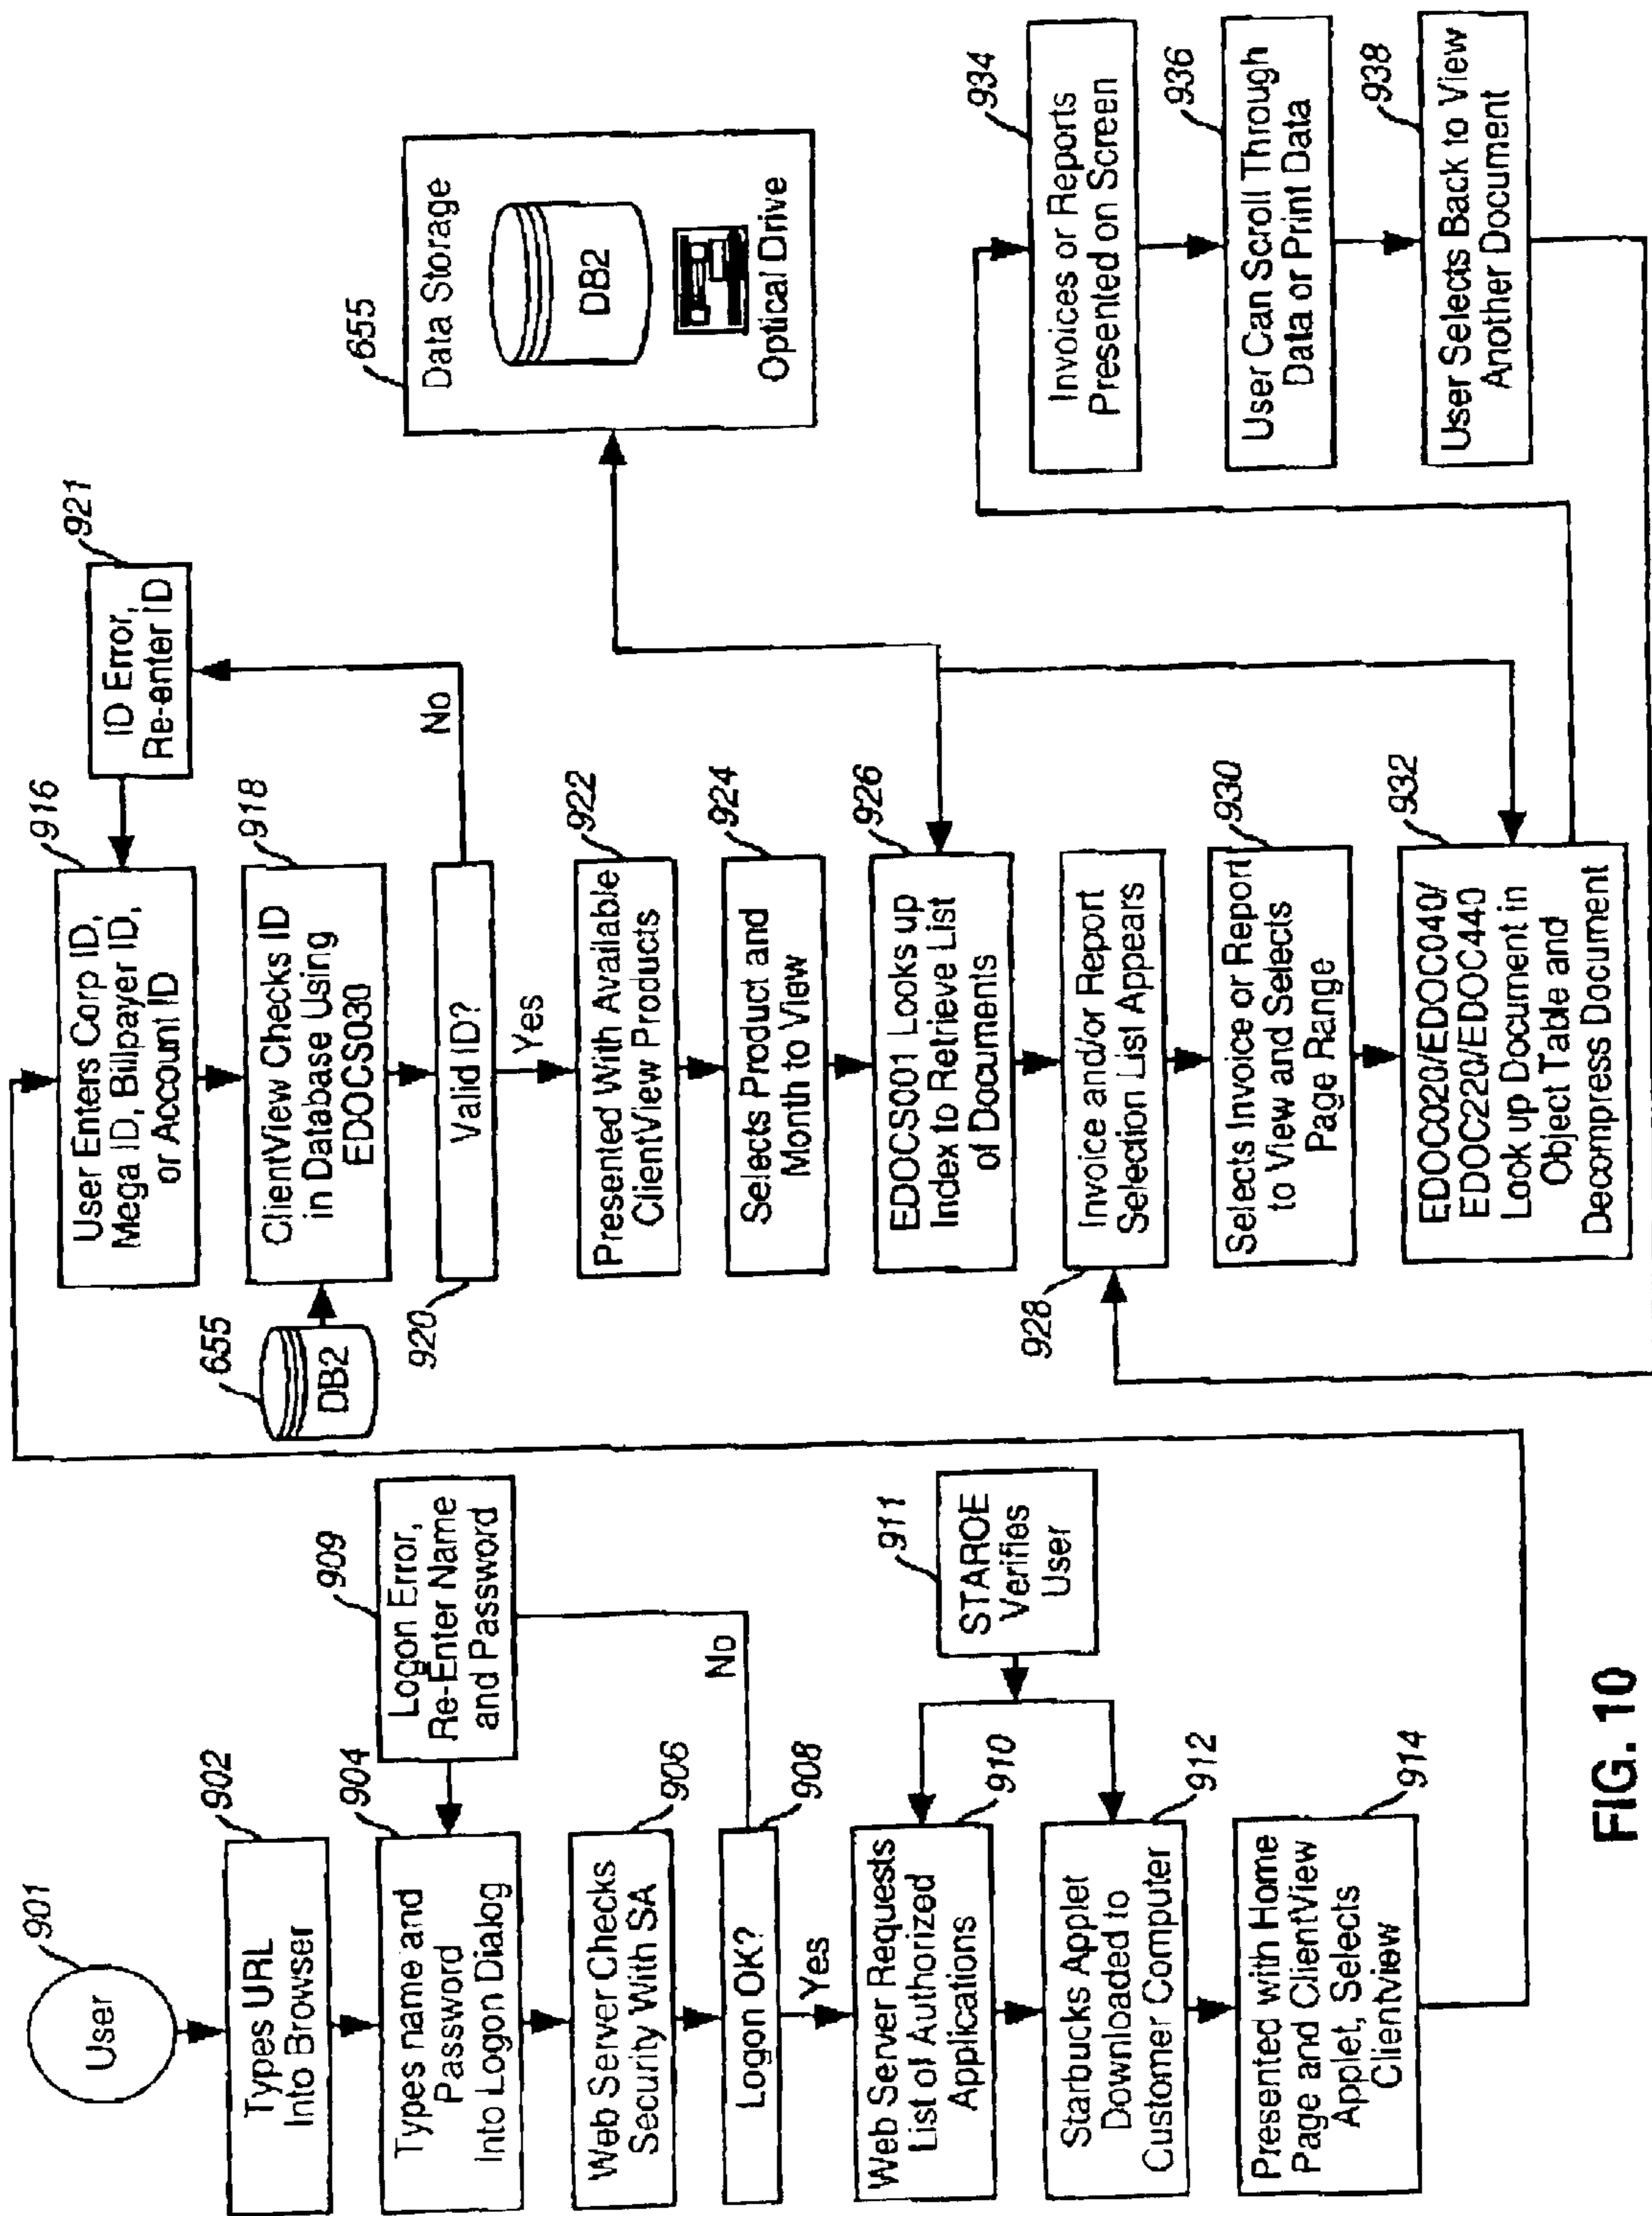 901
User
902
Types URL
Into Browser
904
Types name and
Password
Into Logon Dialog
909
Logon Error,
Re-Enter Name
and Password
906
Web Server Checks
Security With SA
908
Logon OK?
No
Yes
910
Web Server Requests
List of Authorized
Applications
911
STAROE
Verifies
User
912
Starbucks Applet
Downloaded to
Customer Computer
914
Presented with Home
Page and ClientView
Applet, Selects
Clientview
916
User Enters Corp ID,
Mega ID, Billpayer ID,
or Account ID
921
ID Error,
Re-enter ID
918
ClientView Checks ID
in Database Using
EDOCS030
655
DB2
920
Valid ID?
No
Yes
922
Presented With Available
ClientView Products
924
Selects Product and
Month to View
926
EDOCS001 Looks up
Index to Retrieve List
of Documents
928
Invoice and/or Report
Selection List Appears
930
Selects Invoice or Report
to View and Selects
Page Range
932
EDOC020/EDOC040/
EDOC220/EDOC440
Look up Document in
Object Table and
Decompress Document
655
Data Storage
DB2
Optical Drive
934
Invoices or Reports
Presented on Screen
936
User Can Scroll Through
Data or Print Data
938
User Selects Back to View
Another Document
FIG. 10